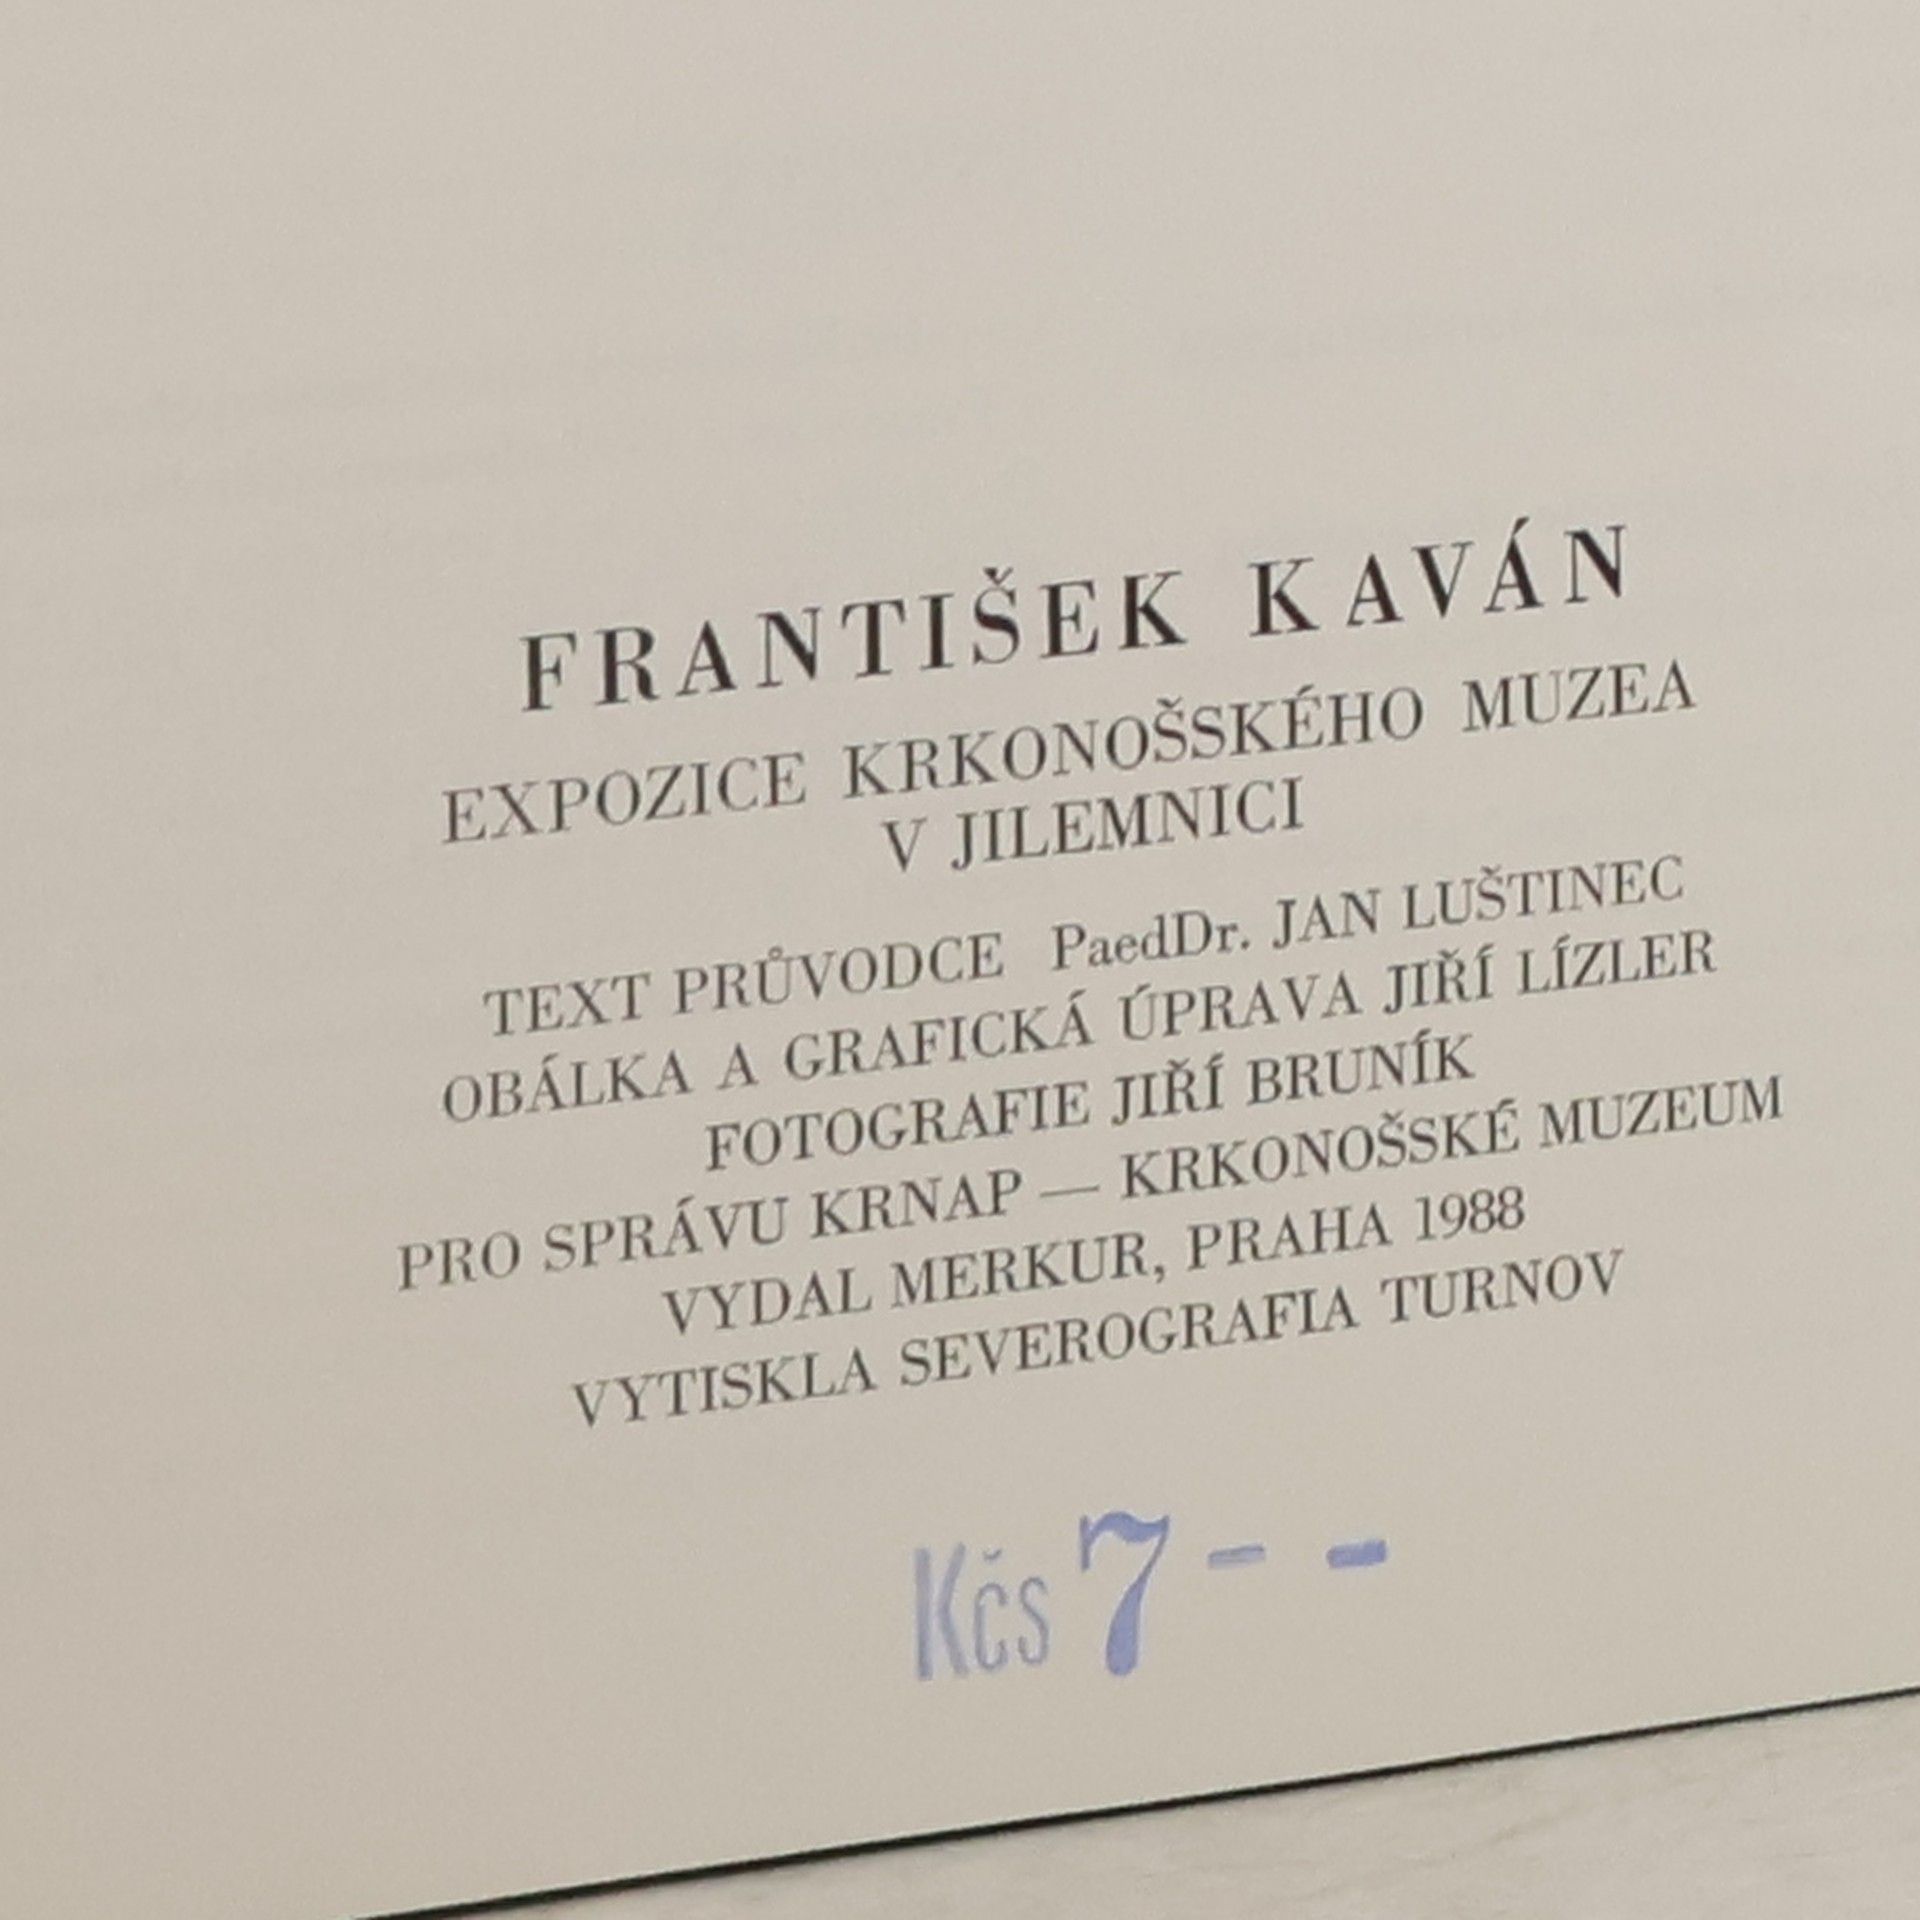 FRANTIŠEK KAVÁN
EXPOZICE KRKONOŠSKÉHO MUZEA
V JILEMNICI
TEXT PRŮVODCE PaedDr. JAN LUŠTINEC
OBÁLKA A GRAFICKÁ ÚPRAVA JIŘÍ LÍZLER
FOTOGRAFIE JIŘÍ BRUNÍK
PRO SPRÁVU KRNAP — KRKONOŠSKÉ MUZEUM
VYDAL MERKUR, PRAHA 1988
VYTISKLA SEVEROGRAFIA TURNOV
Kčs 7 - -